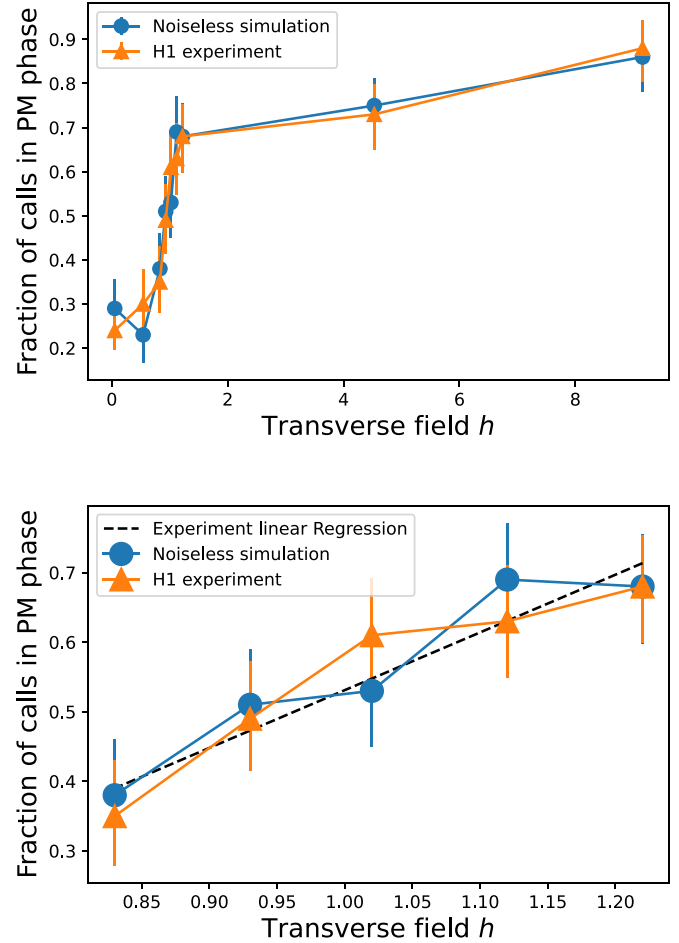 Noiseless simulation
H1 experiment
Fraction of calls in PM phase
0.9
0.8
0.7
0.6
0.5
0.4
0.3
0.2
0 2 4 6 8
Transverse field h
Experiment linear Regression
Noiseless simulation
H1 experiment
Fraction of calls in PM phase
0.7
0.6
0.5
0.4
0.3
0.85 0.90 0.95 1.00 1.05 1.10 1.15 1.20
Transverse field h